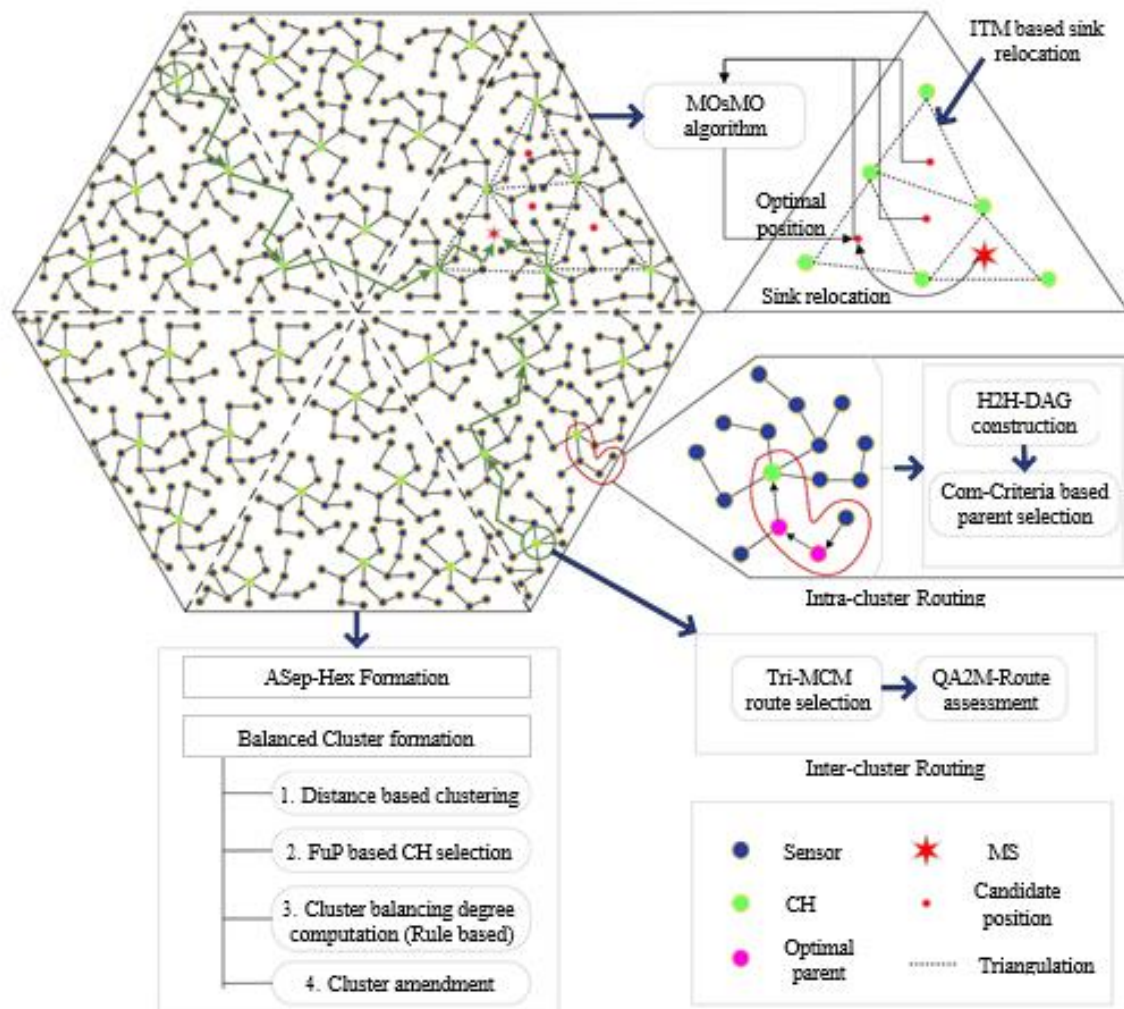 ITM based sink
relocation
MOsMO
algorithm
Optimal
position
Sink relocation
H2H-DAG
construction
Com-Criteria based
parent selection
Intra-cluster Routing
ASep-Hex Formation
Balanced Cluster formation
1. Distance based clustering
2. FuP based CH selection
3. Cluster balancing degree
computation (Rule based)
4. Cluster amendment
Tri-MCM
route selection
QA2M-Route
assessment
Inter-cluster Routing
Sensor
MS
CH
Candidate
position
Optimal
parent
Triangulation